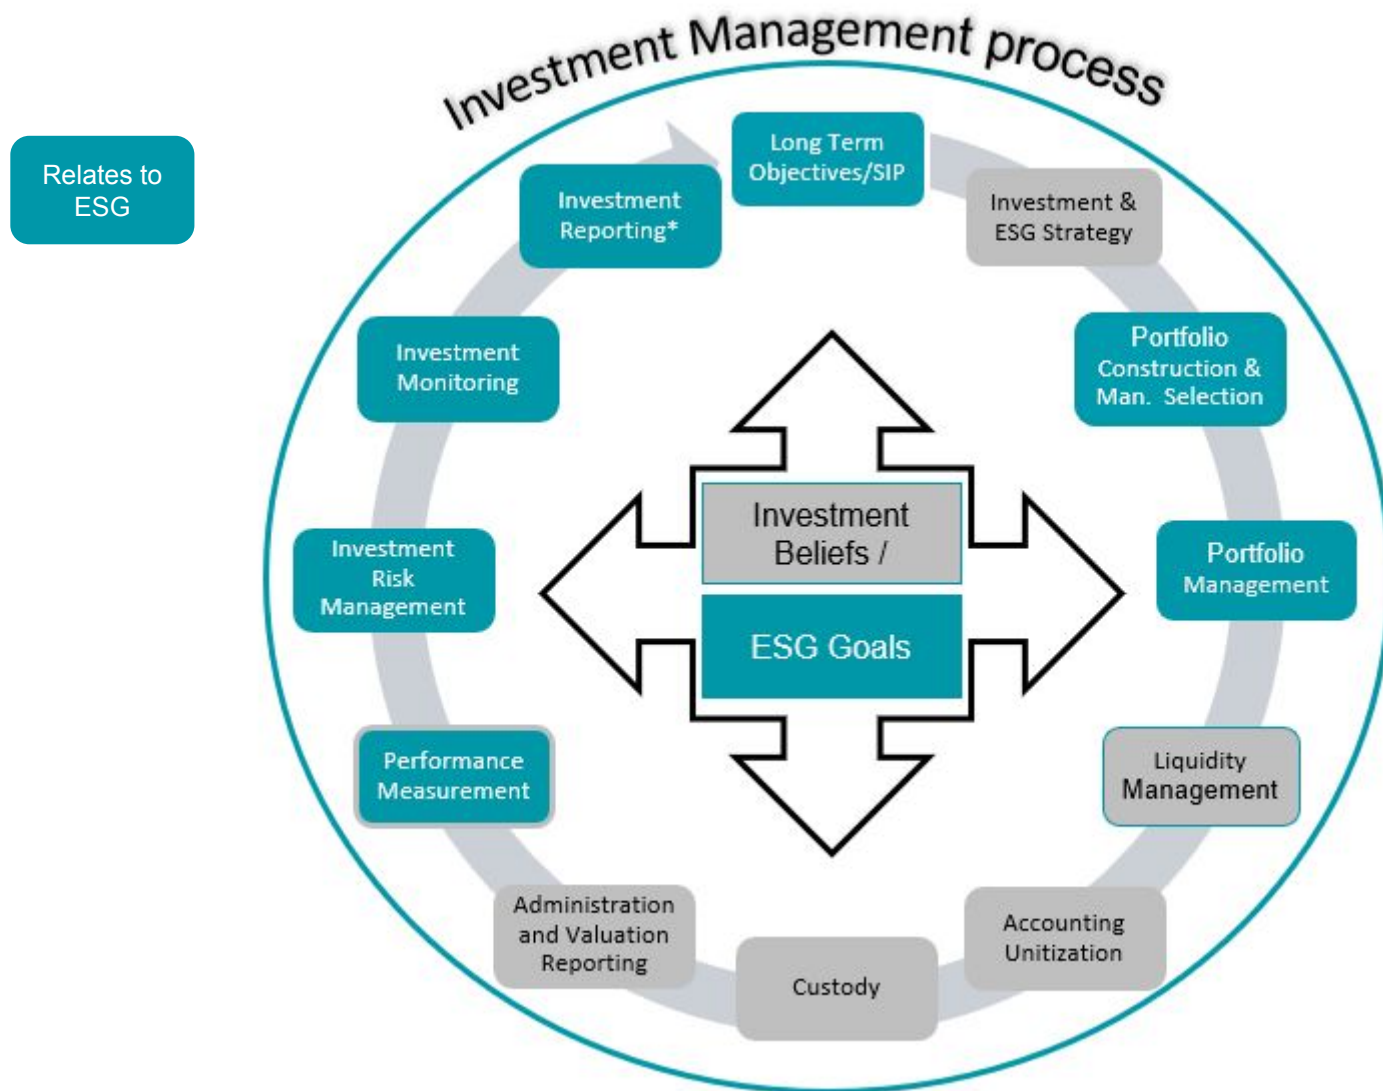 Investment Management process
Relates to
ESG
Long Term
Objectives/SIP
Investment &
ESG Strategy
Portfolio
Construction &
Man. Selection
Portfolio
Management
Liquidity
Management
Accounting
Unitization
Custody
Administration
and Valuation
Reporting
Performance
Measurement
Investment
Risk
Management
Investment
Monitoring
Investment
Reporting*
Investment
Beliefs /
ESG Goals